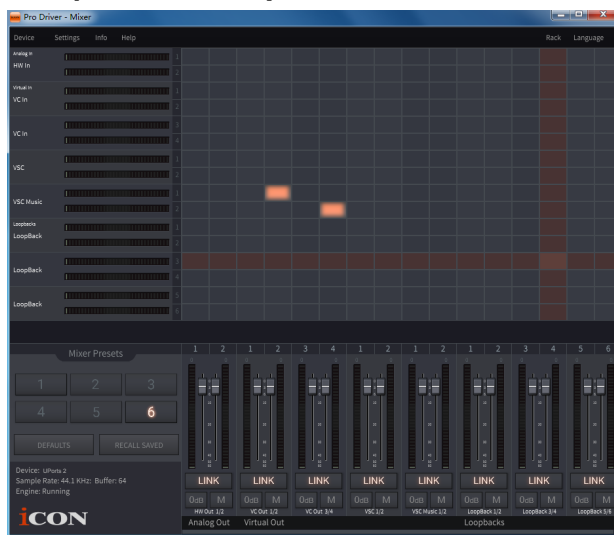 Pro Driver - Mixer
Device Settings Info Help Rack Language
Analog In
HW In
1
2
Virtual In
VC In
1
2
VC In
3
4
VSC
1
2
VSC Music
1
2
Loopbacks
LoopBack
1
2
LoopBack
3
4
LoopBack
5
6
Mixer Presets
1 2 3
4 5 6
DEFAULTS RECALL SAVED
Device: UPorts 2
Sample Rate: 44.1 KHz: Buffer: 64
Engine: Running
iCON
1 2 1 2 3 4 1 2 1 2 1 2 3 4 5 6
LINK LINK LINK LINK LINK LINK LINK LINK
0dB M 0dB M 0dB M 0dB M 0dB M 0dB M 0dB M 0dB M
HW Out 1/2 VC Out 1/2 VC Out 3/4 VSC 1/2 VSC Music 1/2 LoopBack 1/2 LoopBack 3/4 LoopBack 5/6
Analog Out Virtual Out Loopbacks